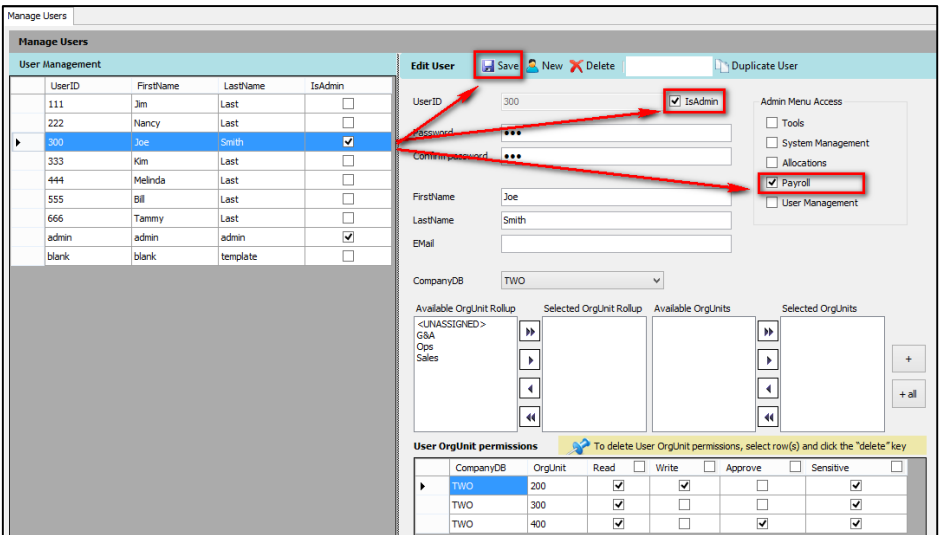 Manage Users
Manage Users
User Management
UserID FirstName LastName IsAdmin
111 Jim Last
222 Nancy Last
300 Joe Smith
333 Kim Last
444 Melinda Last
555 Bill Last
666 Tammy Last
admin admin admin
blank blank template
Edit User Save New Delete Duplicate User
UserID 300 IsAdmin
Password •••
Confirm password •••
FirstName Joe
LastName Smith
EMail
CompanyDB TWO
Admin Menu Access
Tools
System Management
Allocations
Payroll
User Management
Available OrgUnit Rollup Selected OrgUnit Rollup Available OrgUnits Selected OrgUnits
<UNASSIGNED>
G&A
Ops
Sales
+
+ all
User OrgUnit permissions To delete User OrgUnit permissions, select row(s) and click the "delete" key
CompanyDB OrgUnit Read Write Approve Sensitive
TWO 200
TWO 300
TWO 400